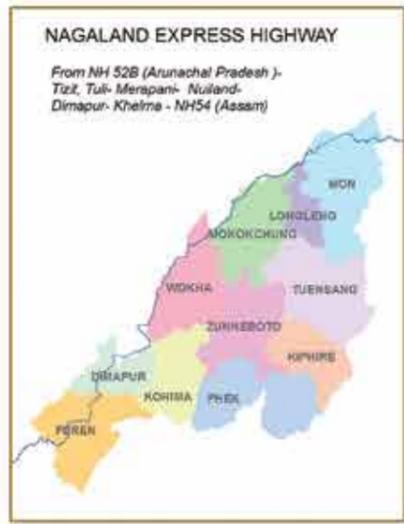 NAGALAND EXPRESS HIGHWAY
From NH 52B (Arunachal Pradesh )-
Tizit, Tuli- Merapani- Nuiland-
Dimapur- Khelma - NH54 (Assam)
MON
LONGLENG
MOKOKCHUNG
WOKHA
TUENSANG
ZUNHEBOTO
KIPHIRE
DIMAPUR
KOHIMA
PHEK
PEREN